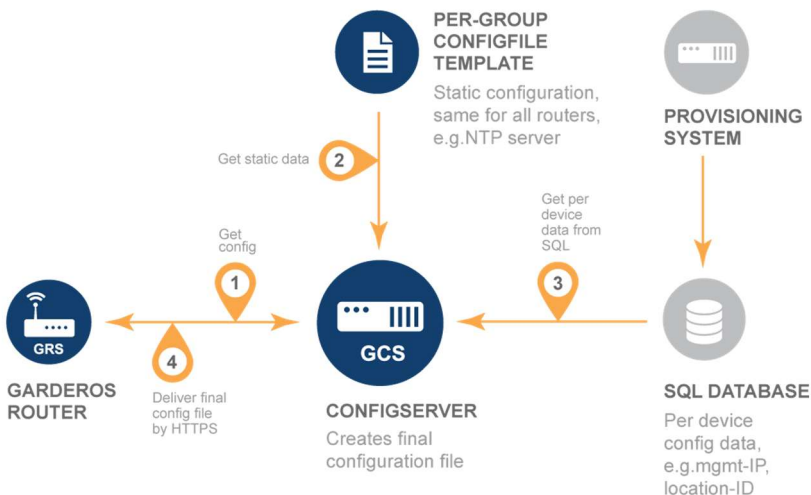 PER-GROUP
CONFIGFILE
TEMPLATE
Static configuration,
same for all routers,
e.g.NTP server
PROVISIONING
SYSTEM
Get static data
2
Get per
device
data from
SQL
3
Get
config
1
GRS
4
GCS
GARDEROS
ROUTER
Deliver final
config file
by HTTPS
CONFIGSERVER
Creates final
configuration file
SQL DATABASE
Per device
config data,
e.g.mgmt-IP,
location-ID